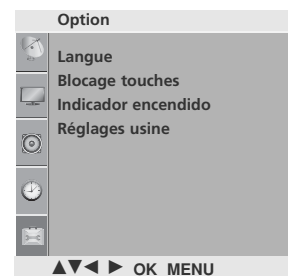 Option
Langue
Blocage touches
Indicador encendido
Réglages usine
▲▼◄ ► OK MENU